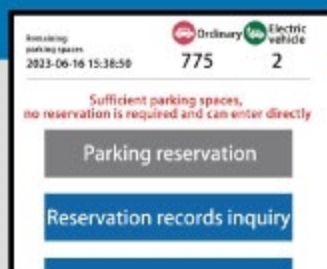 Remaining
parking spaces
2023-06-16 15:38:50
Ordinary
775
Electric
vehicle
2
Sufficient parking spaces,
no reservation is required and can enter directly
Parking reservation
Reservation records inquiry